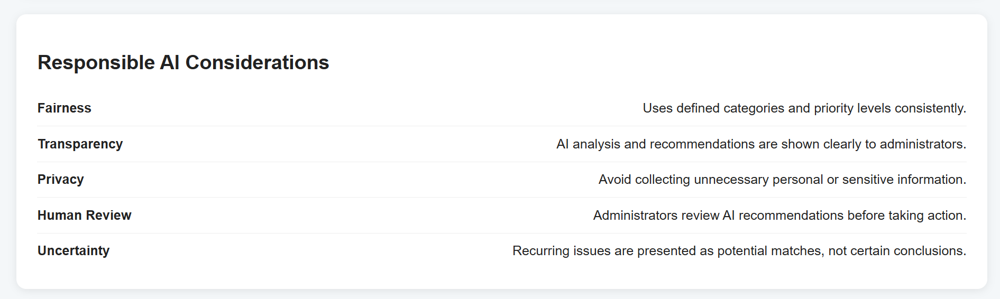 Responsible AI Considerations
Fairness Uses defined categories and priority levels consistently.
Transparency AI analysis and recommendations are shown clearly to administrators.
Privacy Avoid collecting unnecessary personal or sensitive information.
Human Review Administrators review AI recommendations before taking action.
Uncertainty Recurring issues are presented as potential matches, not certain conclusions.